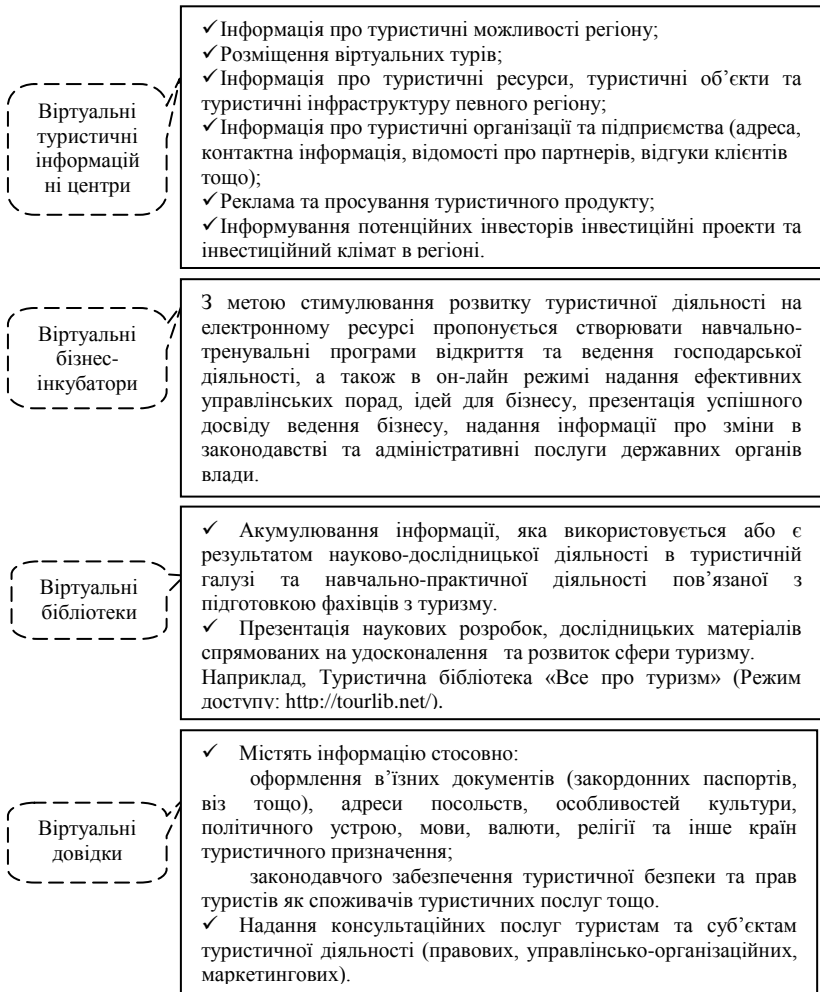 Віртуальні
туристичні
інформацій
ні центри
✓Інформація про туристичні можливості регіону;
✓Розміщення віртуальних турів;
✓Інформація про туристичні ресурси, туристичні об’єкти та
туристичні інфраструктуру певного регіону;
✓Інформація про туристичні організації та підприємства (адреса,
контактна інформація, відомості про партнерів, відгуки клієнтів
тощо);
✓Реклама та просування туристичного продукту;
✓Інформування потенційних інвесторів інвестиційні проекти та
інвестиційний клімат в регіоні.
Віртуальні
бізнес-
інкубатори
З метою стимулювання розвитку туристичної діяльності на
електронному ресурсі пропонується створювати навчально-
тренувальні програми відкриття та ведення господарської
діяльності, а також в он-лайн режимі надання ефективних
управлінських порад, ідей для бізнесу, презентація успішного
досвіду ведення бізнесу, надання інформації про зміни в
законодавстві та адміністративні послуги державних органів
влади.
Віртуальні
бібліотеки
✓ Акумулювання інформації, яка використовується або є
результатом науково-дослідницької діяльності в туристичній
галузі та навчально-практичної діяльності пов’язаної з
підготовкою фахівців з туризму.
✓ Презентація наукових розробок, дослідницьких матеріалів
спрямованих на удосконалення та розвиток сфери туризму.
Наприклад, Туристична бібліотека «Все про туризм» (Режим
доступу: http://tourlib.net/).
Віртуальні
довідки
✓ Містять інформацію стосовно:
оформлення в’їзних документів (закордонних паспортів,
віз тощо), адреси посольств, особливостей культури,
політичного устрою, мови, валюти, релігії та інше країн
туристичного призначення;
законодавчого забезпечення туристичної безпеки та прав
туристів як споживачів туристичних послуг тощо.
✓ Надання консультаційних послуг туристам та суб’єктам
туристичної діяльності (правових, управлінсько-організаційних,
маркетингових).